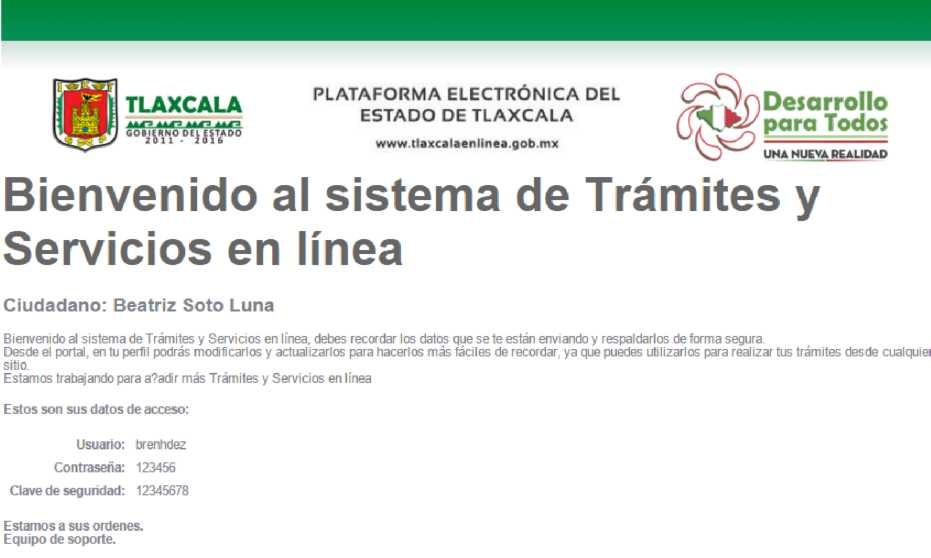 TLAXCALA
GOBIERNO DEL ESTADO
2011 - 2016
PLATAFORMA ELECTRÓNICA DEL
ESTADO DE TLAXCALA
www.tlaxcalaenlinea.gob.mx
Desarrollo
para Todos
UNA NUEVA REALIDAD
Bienvenido al sistema de Trámites y
Servicios en línea
Ciudadano: Beatriz Soto Luna
Bienvenido al sistema de Trámites y Servicios en línea, debes recordar los datos que se te están enviando y respaldarlos de forma segura.
Desde el portal, en tu perfil podrás modificarlos y actualizarlos para hacerlos más fáciles de recordar, ya que puedes utilizarlos para realizar tus trámites desde cualquier
sitio.
Estamos trabajando para a?adir más Trámites y Servicios en línea
Estos son sus datos de acceso:
Usuario: brenhdez
Contraseña: 123456
Clave de seguridad: 12345678
Estamos a sus ordenes.
Equipo de soporte.